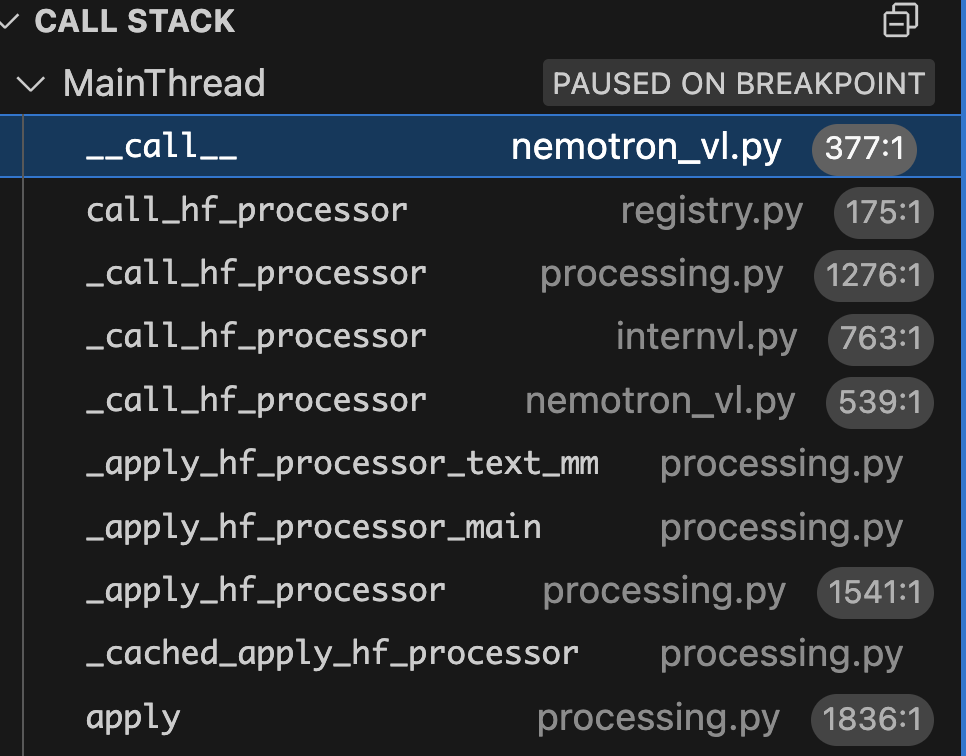 CALL STACK
MainThread PAUSED ON BREAKPOINT
__call__ nemotron_vl.py 377:1
call_hf_processor registry.py 175:1
_call_hf_processor processing.py 1276:1
_call_hf_processor internvl.py 763:1
_call_hf_processor nemotron_vl.py 539:1
_apply_hf_processor_text_mm processing.py
_apply_hf_processor_main processing.py
_apply_hf_processor processing.py 1541:1
_cached_apply_hf_processor processing.py
apply processing.py 1836:1